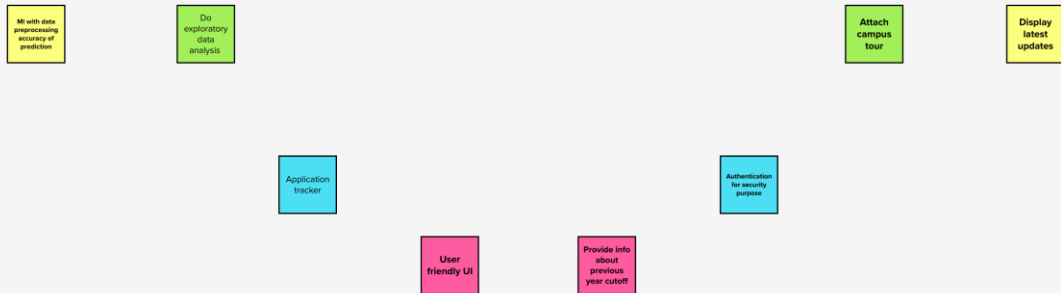 Ml with data
preprocessing
accuracy of
prediction
Do
exploratory
data
analysis
Attach
campus
tour
Display
latest
updates
Application
tracker
Authentication
for security
purpose
User
friendly UI
Provide info
about
previous
year cutoff